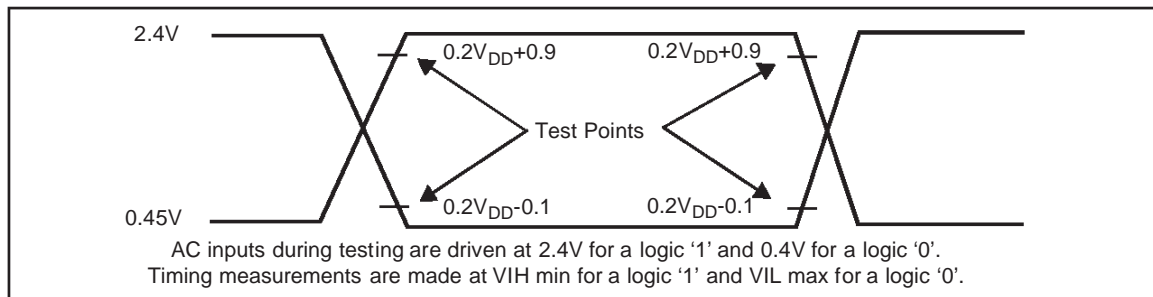 2.4V
0.2VDD+0.9 0.2VDD+0.9
Test Points
0.45V 0.2VDD-0.1 0.2VDD-0.1
AC inputs during testing are driven at 2.4V for a logic ‘1’ and 0.4V for a logic ‘0’.
Timing measurements are made at VIH min for a logic ‘1’ and VIL max for a logic ‘0’.